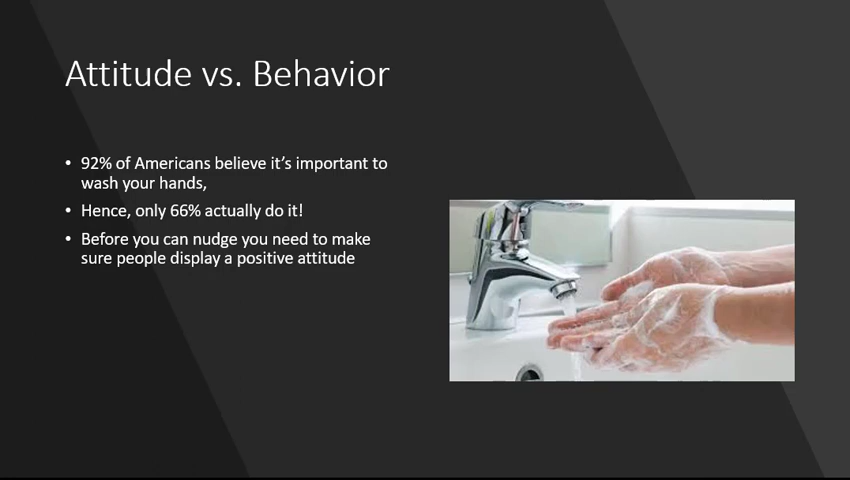 Attitude vs. Behavior
• 92% of Americans believe it's important to
wash your hands,
• Hence, only 66% actually do it!
• Before you can nudge you need to make
sure people display a positive attitude